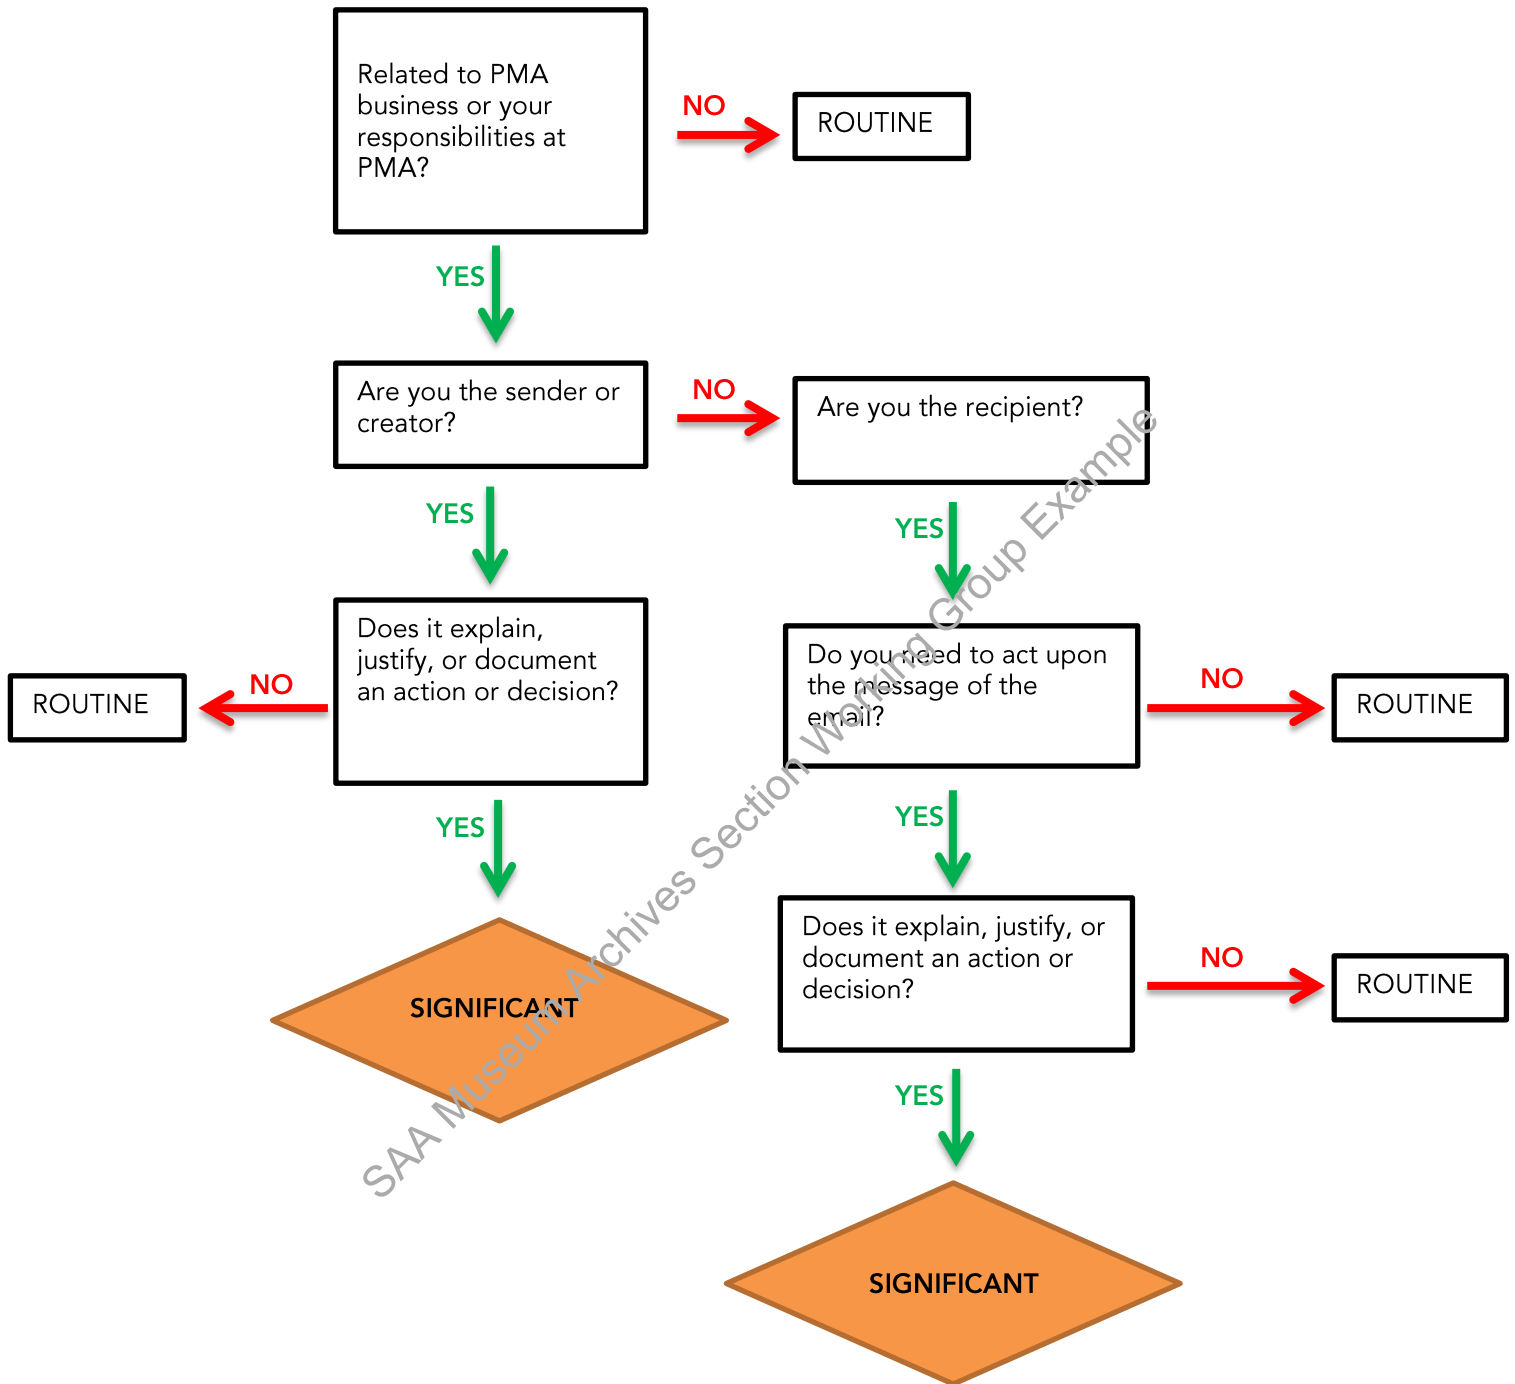 Related to PMA
business or your
responsibilities at
PMA?
NO
ROUTINE
YES
Are you the sender or
creator?
NO
Are you the recipient?
YES
YES
Does it explain,
justify, or document
an action or decision?
NO
ROUTINE
Do you need to act upon
the message of the
email?
NO
ROUTINE
YES
YES
SIGNIFICANT
Does it explain, justify, or
document an action or
decision?
NO
ROUTINE
YES
SIGNIFICANT
SAA Museum Archives Section Working Group Example